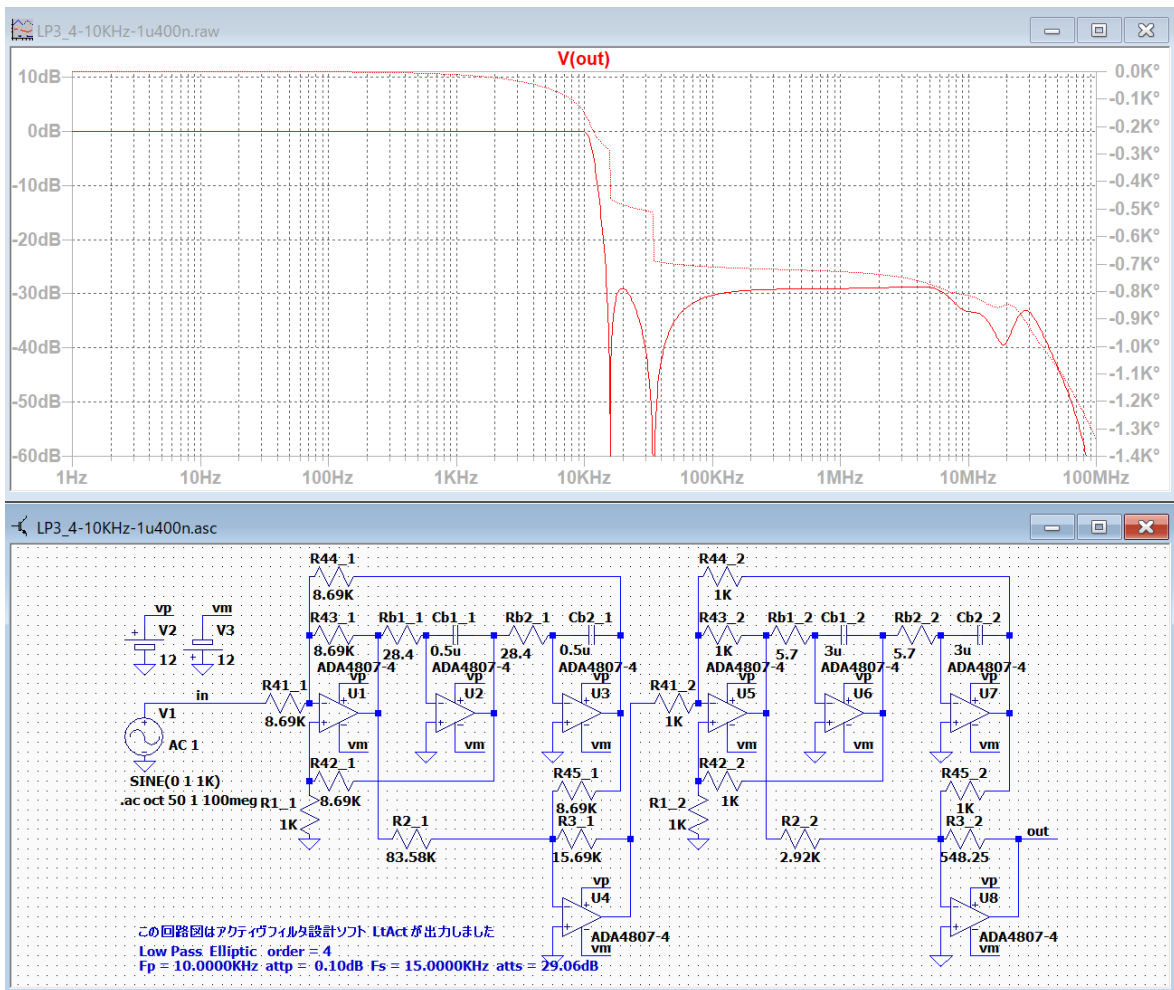 LP3_4-10KHz-1u400n.raw
V(out)
10dB
0dB
-10dB
-20dB
-30dB
-40dB
-50dB
-60dB
0.0K°
-0.1K°
-0.2K°
-0.3K°
-0.4K°
-0.5K°
-0.6K°
-0.7K°
-0.8K°
-0.9K°
-1.0K°
-1.1K°
-1.2K°
-1.3K°
-1.4K°
1Hz 10Hz 100Hz 1KHz 10KHz 100KHz 1MHz 10MHz 100MHz
LP3_4-10KHz-1u400n.asc
R44_1
8.69K
R44_2
1K
vp
vm
V2
V3
12
12
R43_1
8.69K
Rb1_1
28.4
Cb1_1
0.5u
Rb2_1
28.4
Cb2_1
0.5u
R43_2
1K
Rb1_2
5.7
Cb1_2
3u
Rb2_2
5.7
Cb2_2
3u
ADA4807-4
vp
U1
vm
ADA4807-4
vp
U2
vm
ADA4807-4
vp
U3
vm
ADA4807-4
vp
U5
vm
ADA4807-4
vp
U6
vm
ADA4807-4
vp
U7
vm
in
R41_1
8.69K
R41_2
1K
V1
AC 1
SINE(0 1 1K)
.ac oct 50 1 100meg
R42_1
8.69K
R1_1
1K
R45_1
8.69K
R2_1
83.58K
R3_1
15.69K
R42_2
1K
R1_2
1K
R45_2
1K
R2_2
2.92K
R3_2
548.25
out
vp
U4
ADA4807-4
vm
vp
U8
ADA4807-4
vm
この回路図はアクティヴフィルタ設計ソフト LtAct が出力しました
Low Pass Elliptic order = 4
Fp = 10.0000KHz attp = 0.10dB Fs = 15.0000KHz atts = 29.06dB